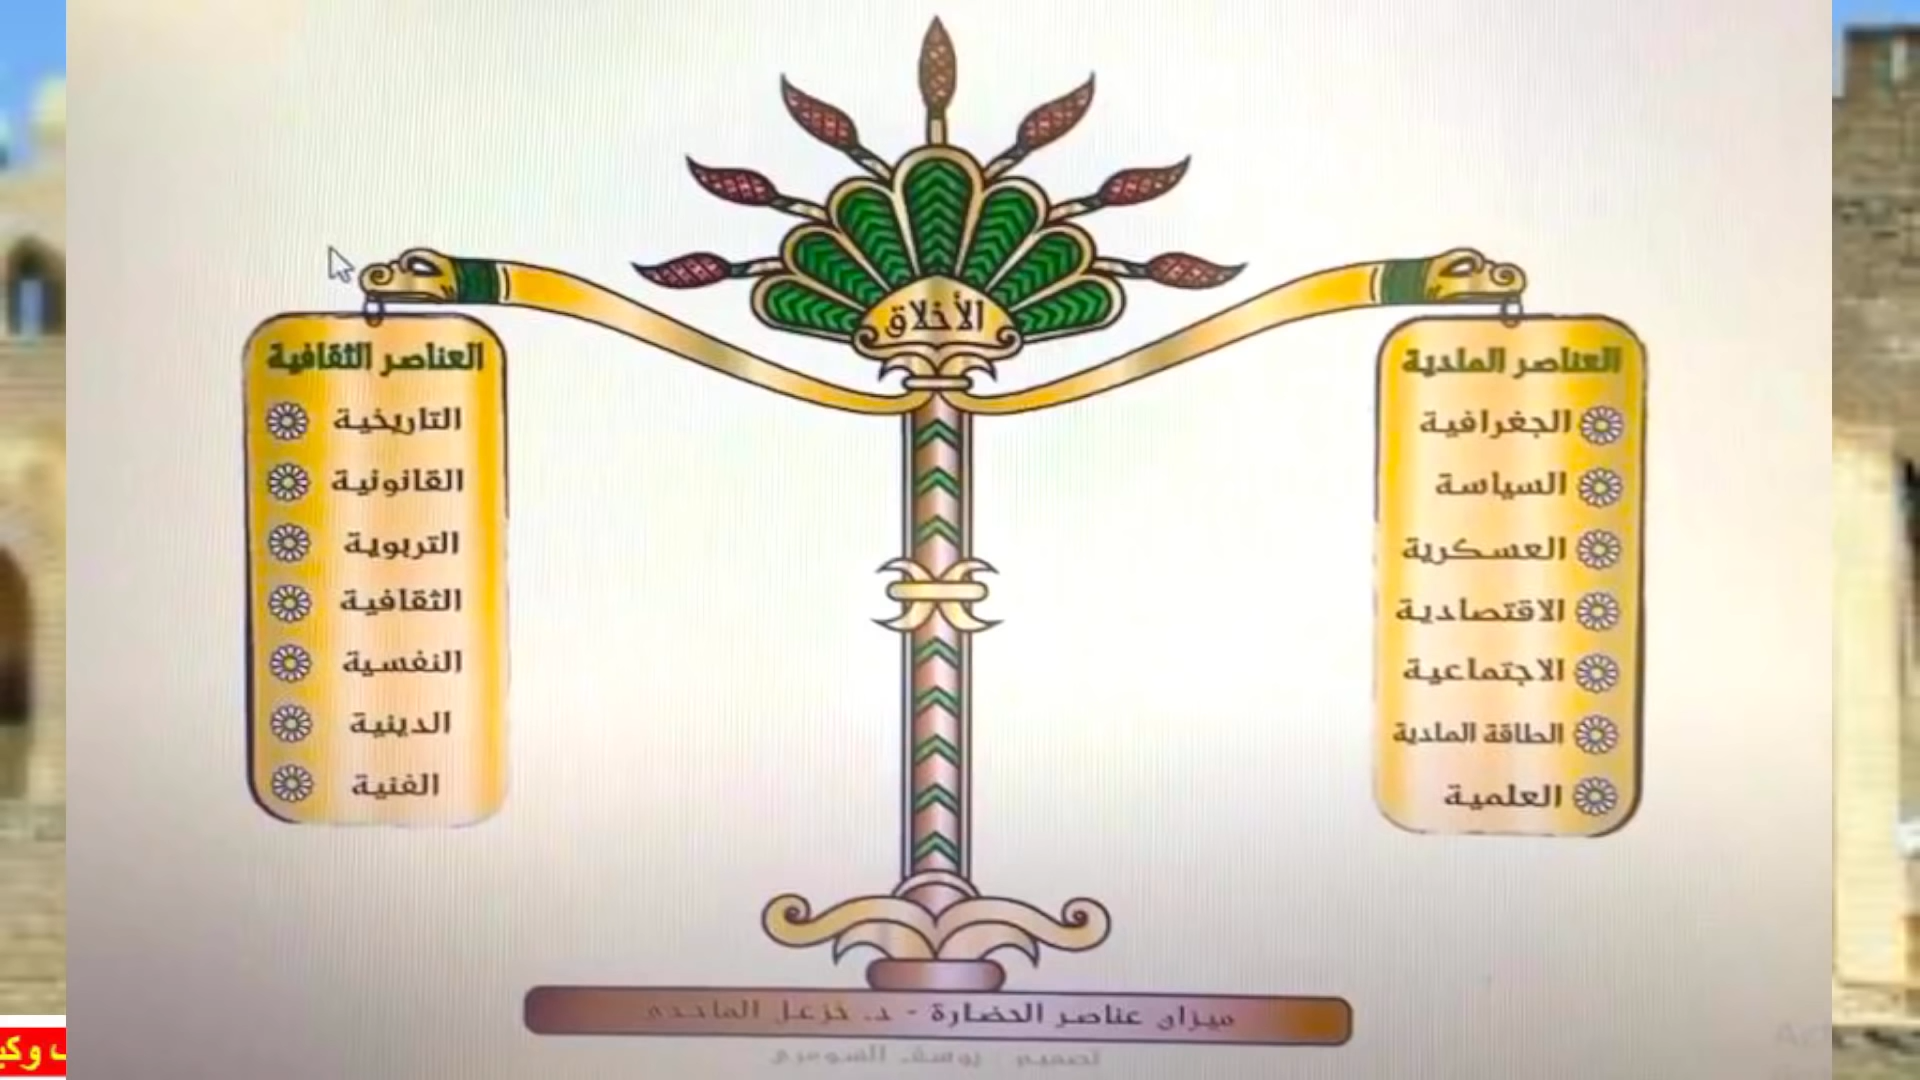 الأخلاق
العناصر المادية
الجغرافية
السياسة
العسكرية
الاقتصادية
الاجتماعية
الطاقة المادية
العلمية
العناصر الثقافية
التاريخية
القانونية
التربوية
الثقافية
النفسية
الدينية
الفنية
ميزان عناصر الحضارة - د. خزعل الماجدي
تصميم : يوسف السومري